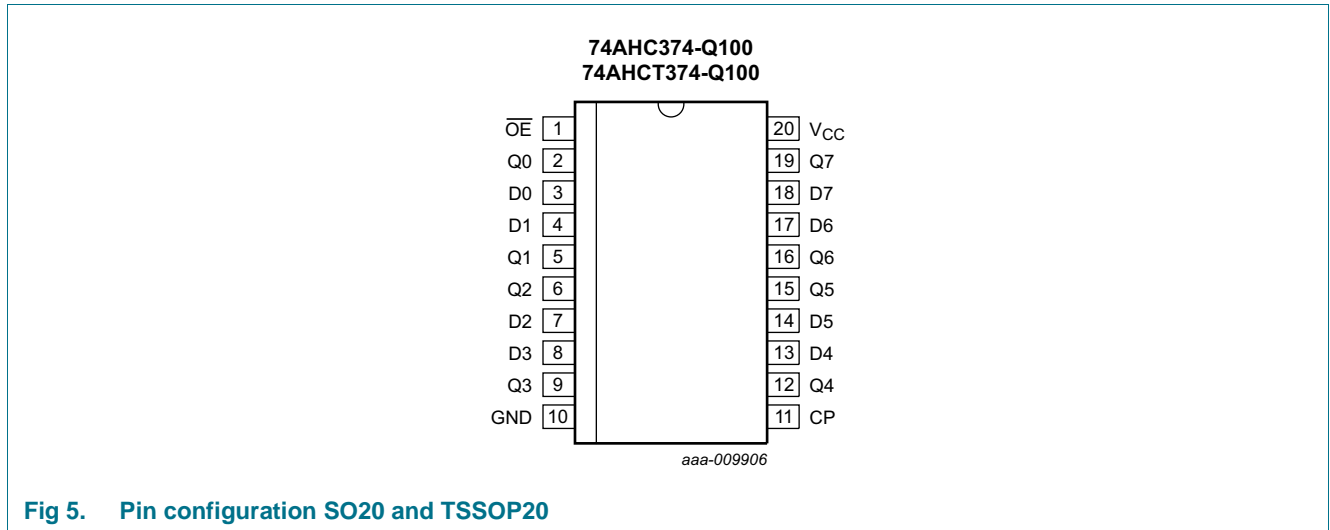 74AHC374-Q100
74AHCT374-Q100
OE 1
Q0 2
D0 3
D1 4
Q1 5
Q2 6
D2 7
D3 8
Q3 9
GND 10
20 VCC
19 Q7
18 D7
17 D6
16 Q6
15 Q5
14 D5
13 D4
12 Q4
11 CP
aaa-009906
Fig 5. Pin configuration SO20 and TSSOP20